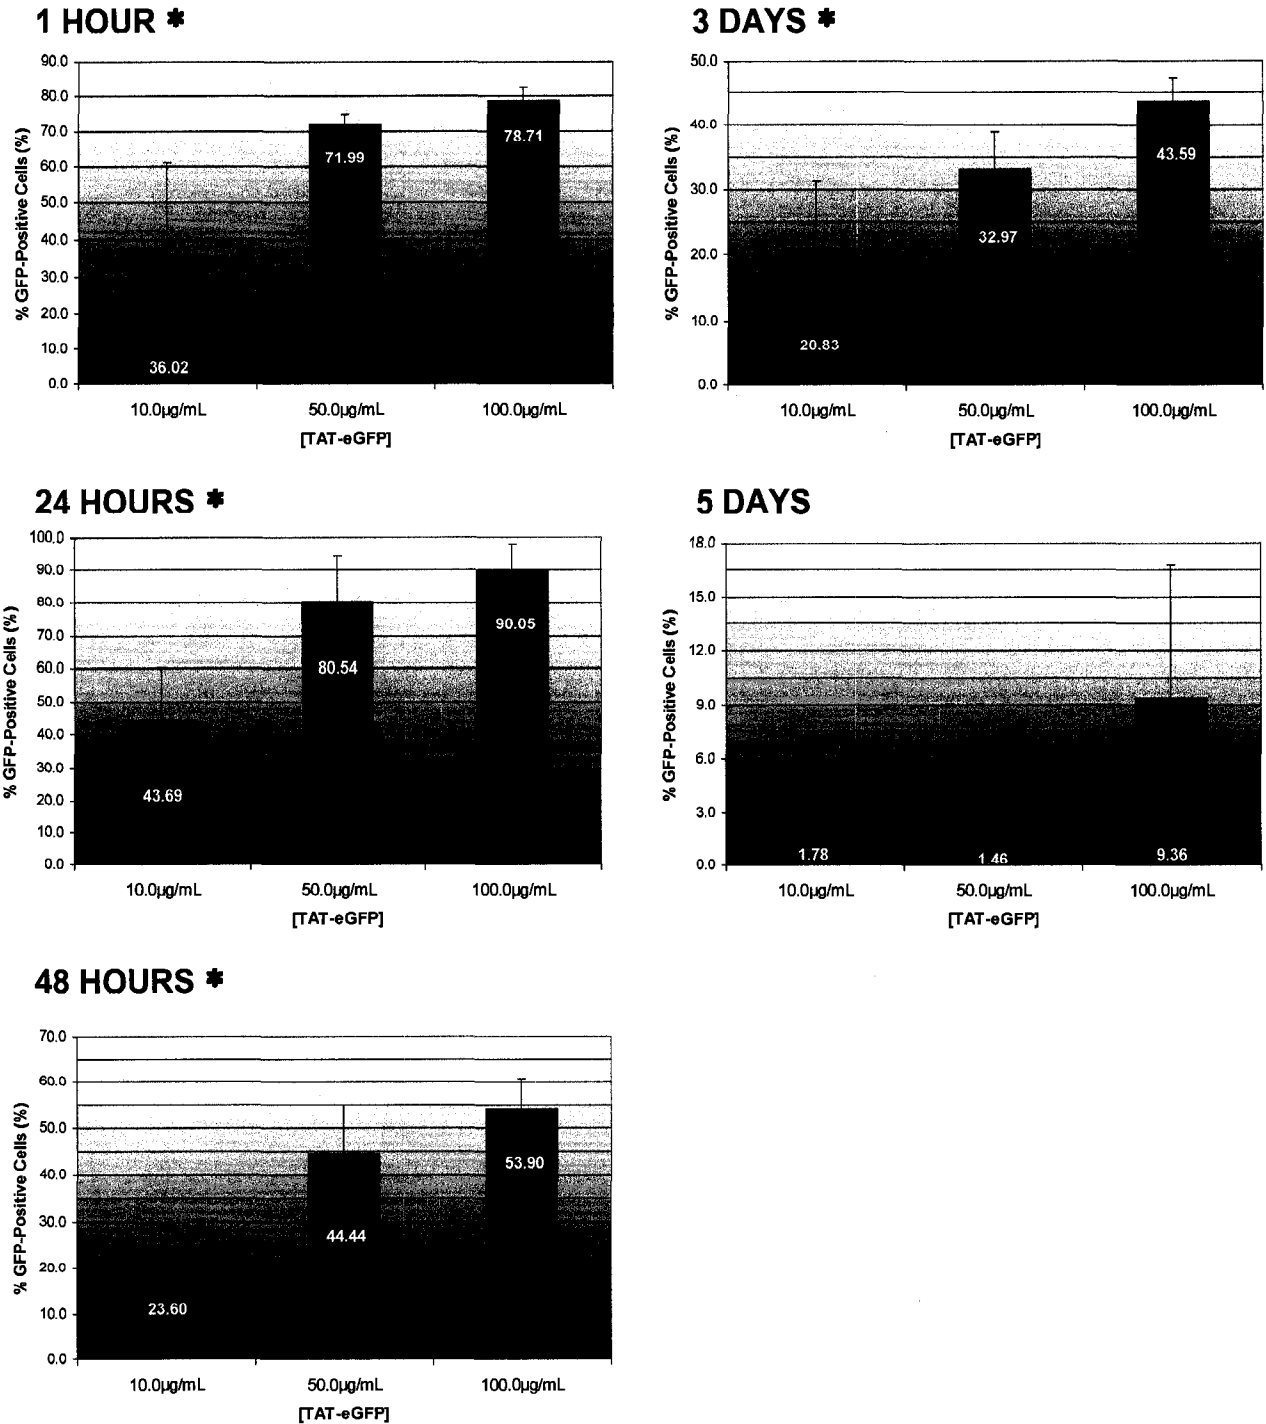 1 HOUR *
90.0
80.0
70.0
60.0
50.0
40.0
30.0
20.0
10.0
0.0
% GFP-Positive Cells (%)
36.02
71.99
78.71
10.0µg/mL 50.0µg/mL 100.0µg/mL
[TAT-eGFP]
3 DAYS *
50.0
40.0
30.0
20.0
10.0
0.0
% GFP-Positive Cells (%)
20.83
32.97
43.59
10.0µg/mL 50.0µg/mL 100.0µg/mL
[TAT-eGFP]
24 HOURS *
100.0
90.0
80.0
70.0
60.0
50.0
40.0
30.0
20.0
10.0
0.0
% GFP-Positive Cells (%)
43.69
80.54
90.05
10.0µg/mL 50.0µg/mL 100.0µg/mL
[TAT-eGFP]
5 DAYS
18.0
15.0
12.0
9.0
6.0
3.0
0.0
% GFP-Positive Cells (%)
1.78
1.46
9.36
10.0µg/mL 50.0µg/mL 100.0µg/mL
[TAT-eGFP]
48 HOURS *
70.0
60.0
50.0
40.0
30.0
20.0
10.0
0.0
% GFP-Positive Cells (%)
23.60
44.44
53.90
10.0µg/mL 50.0µg/mL 100.0µg/mL
[TAT-eGFP]